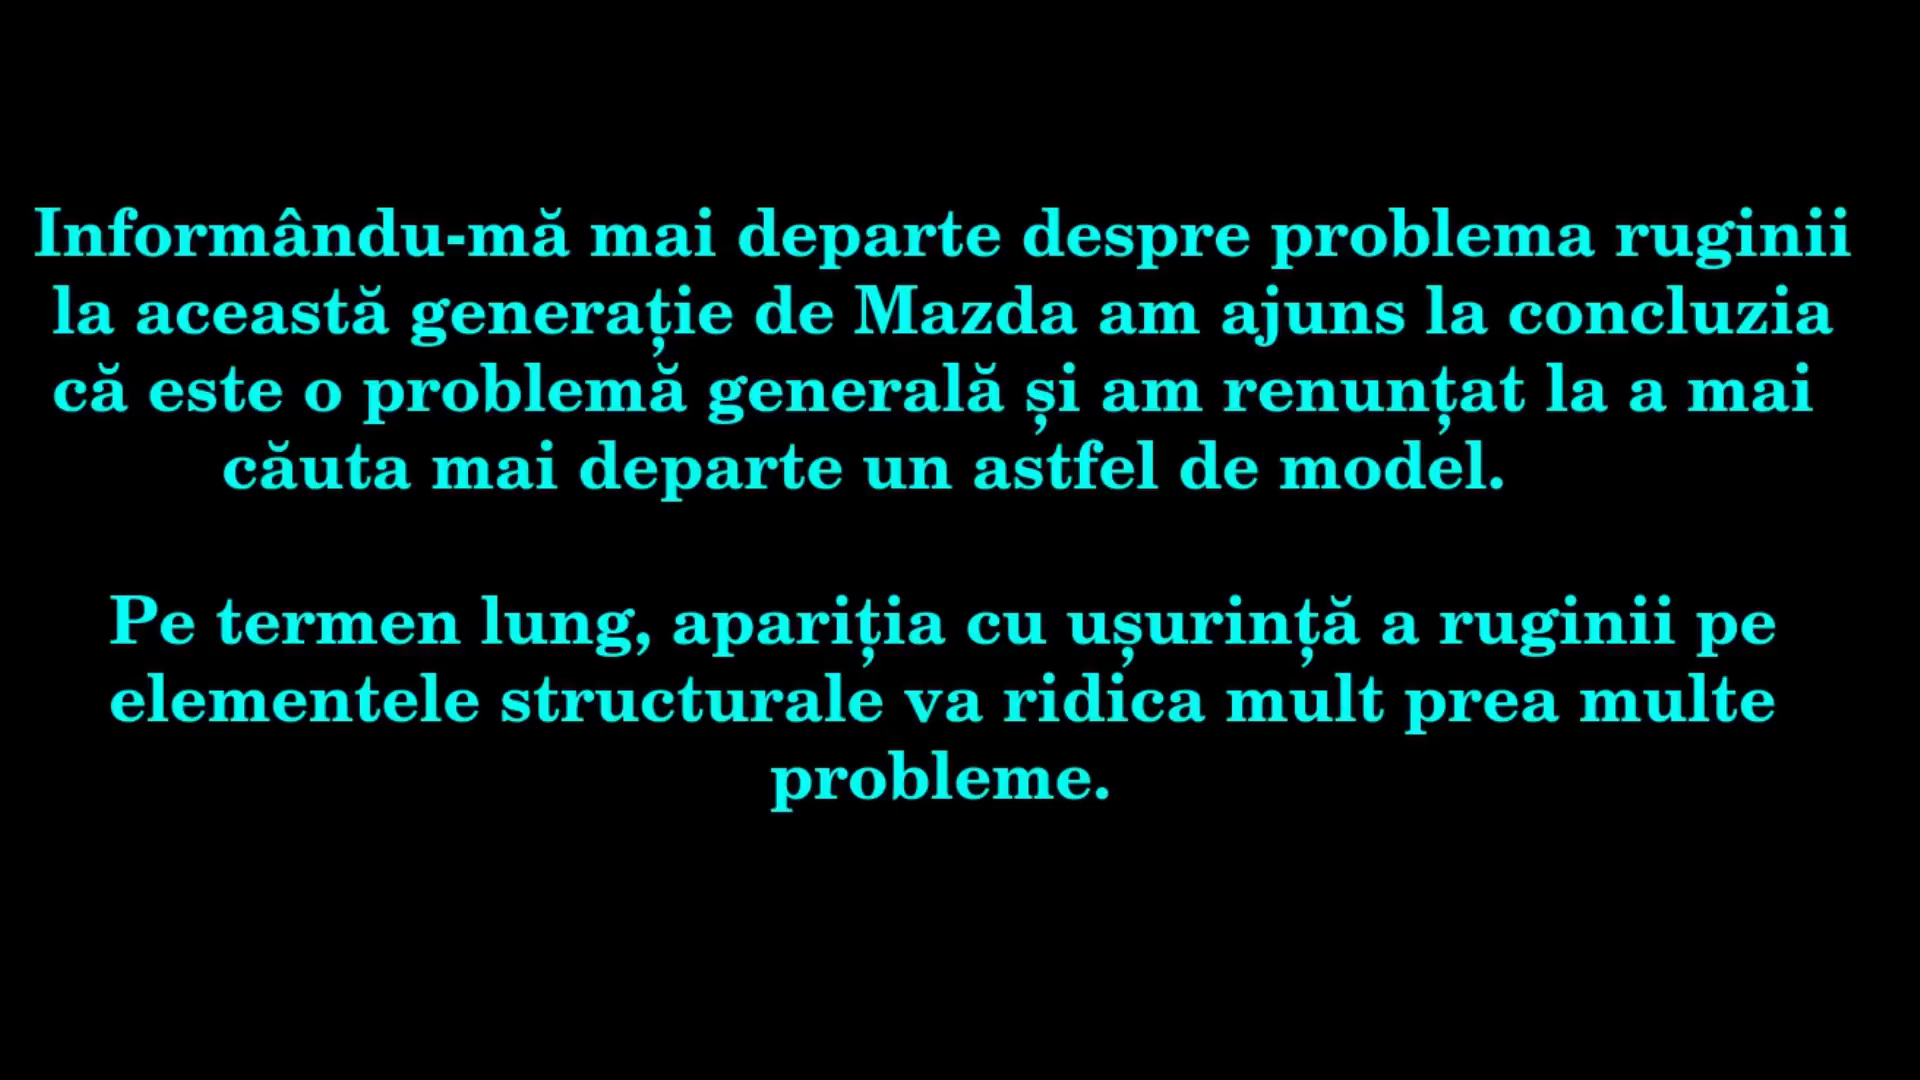 Informându-mă mai departe despre problema ruginii
la această generație de Mazda am ajuns la concluzia
că este o problemă generală și am renunțat la a mai
căuta mai departe un astfel de model.
Pe termen lung, apariția cu ușurință a ruginii pe
elementele structurale va ridica mult prea multe
probleme.